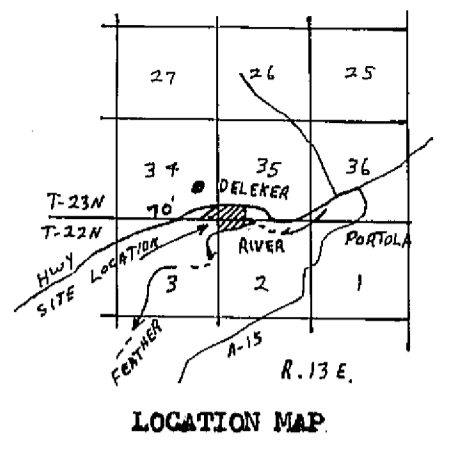 27 26 25
34 35 36
DELEKER
T-23N
70'
T-22N
HWY
SITE LOCATION
RIVER
PORTOLA
3 2 1
FEATHER
A-15
R.13 E.
LOCATION MAP